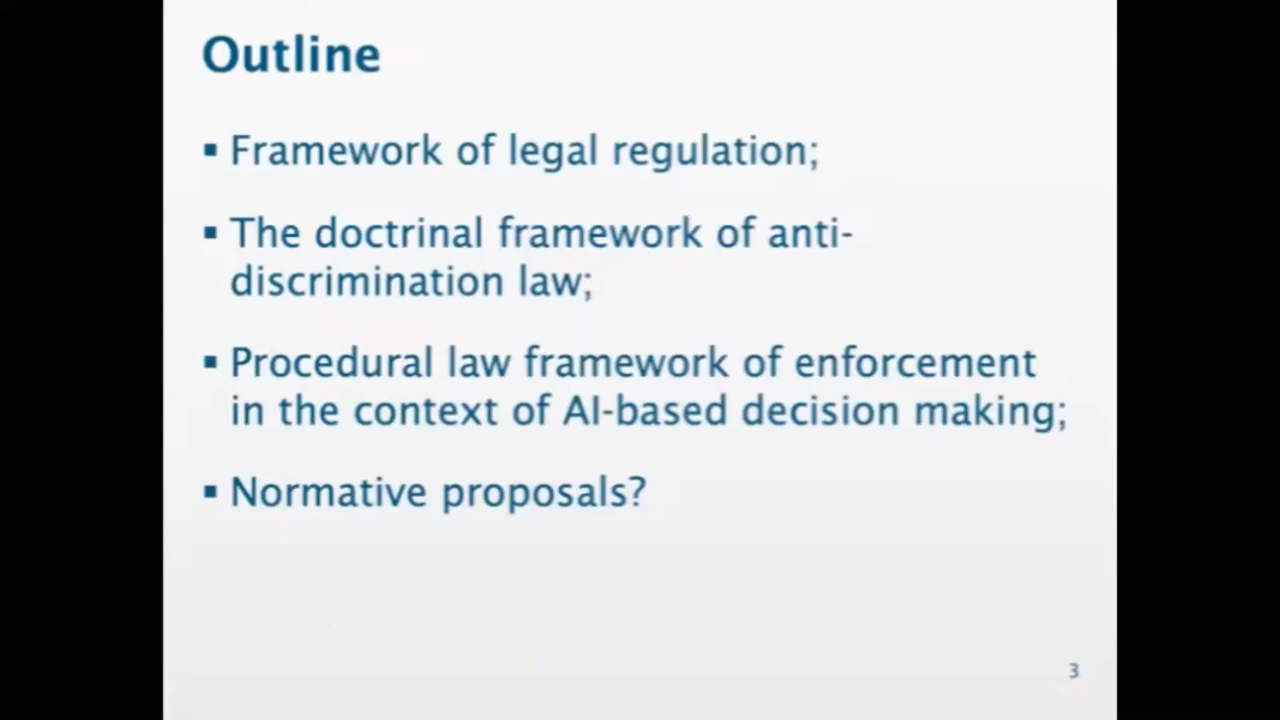 Outline
▪ Framework of legal regulation;
▪ The doctrinal framework of anti-
discrimination law;
▪ Procedural law framework of enforcement
in the context of AI-based decision making;
▪ Normative proposals?
3